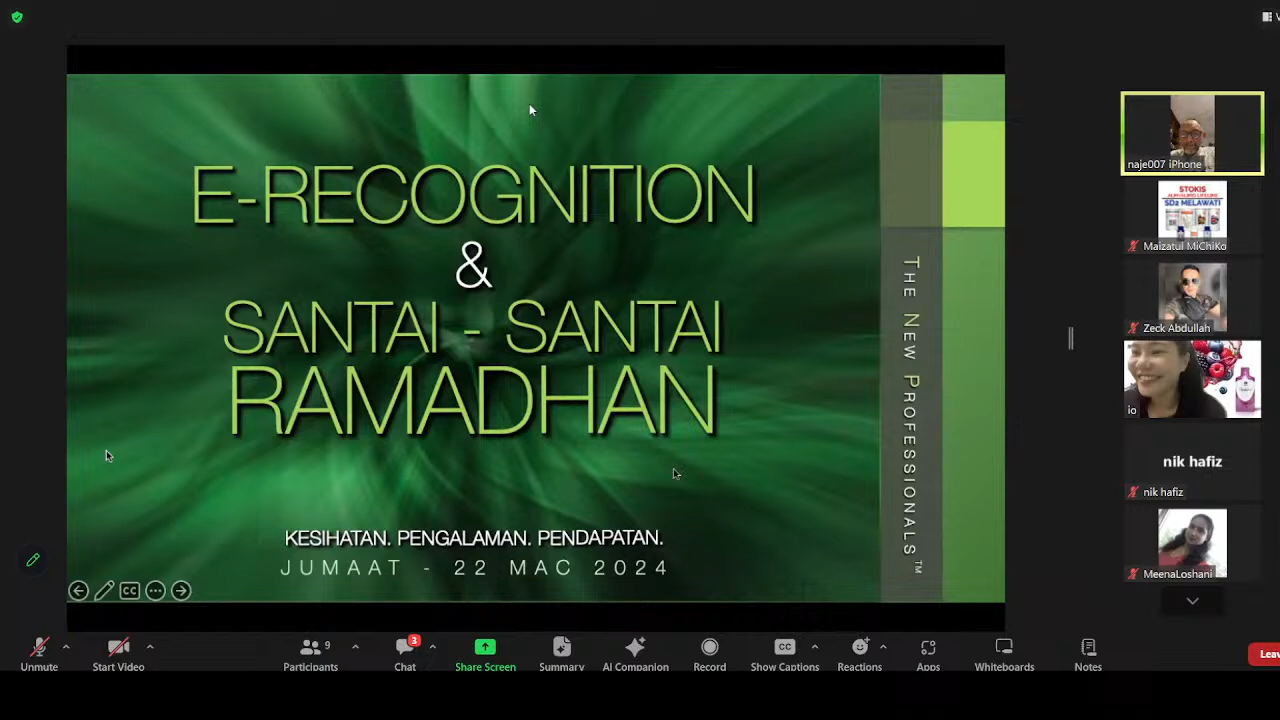 E-RECOGNITION
&
SANTAI - SANTAI
RAMADHAN
KESIHATAN. PENGALAMAN. PENDAPATAN.
JUMAAT - 22 MAC 2024
THE NEW PROFESSIONALS™
CC
naje007 iPhone
STOKIS
SD2 MELAWATI
Maizatul MiChiKo
Zeck Abdullah
io
nik hafiz
nik hafiz
MeenaLoshani
Unmute
Start Video
9
Participants
3
Chat
Share Screen
Summary
AI Companion
Record
CC
Show Captions
Reactions
Apps
Whiteboards
Notes
Leav